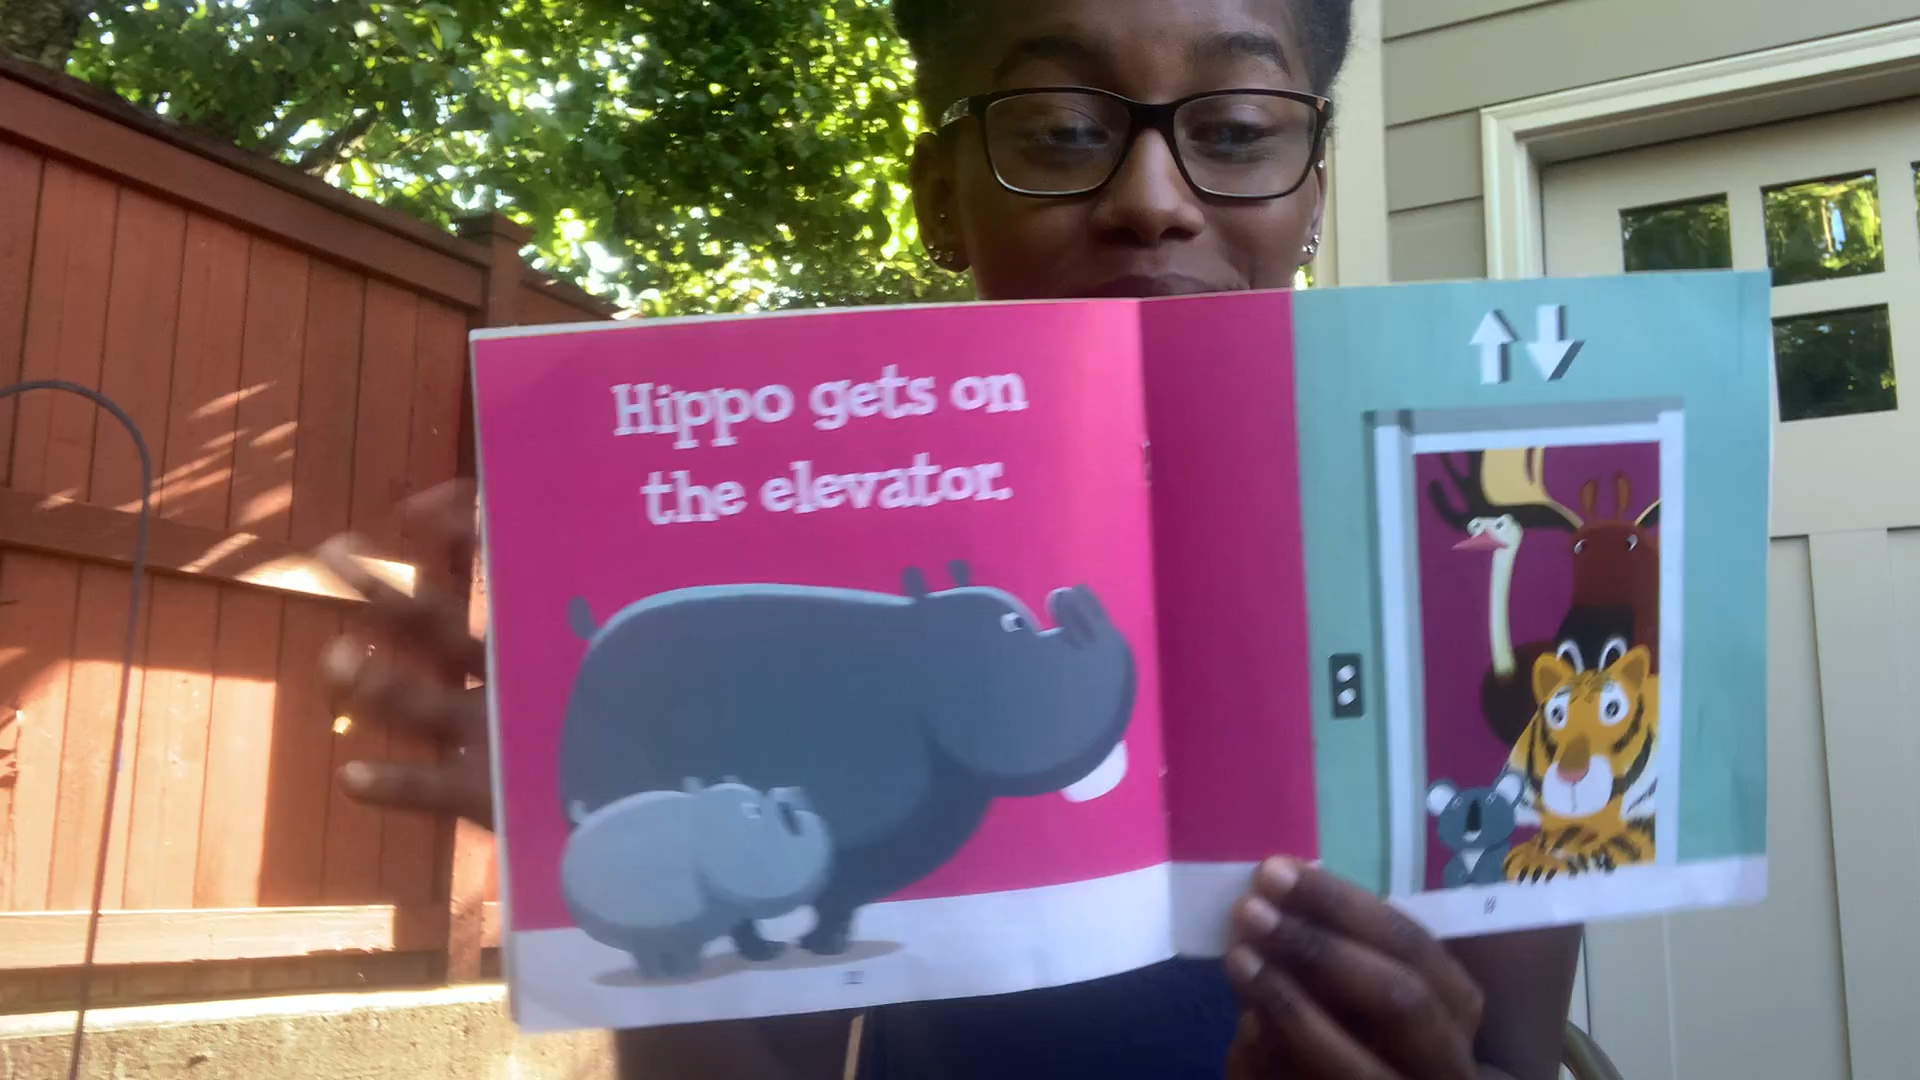 Hippo gets on
the elevator.